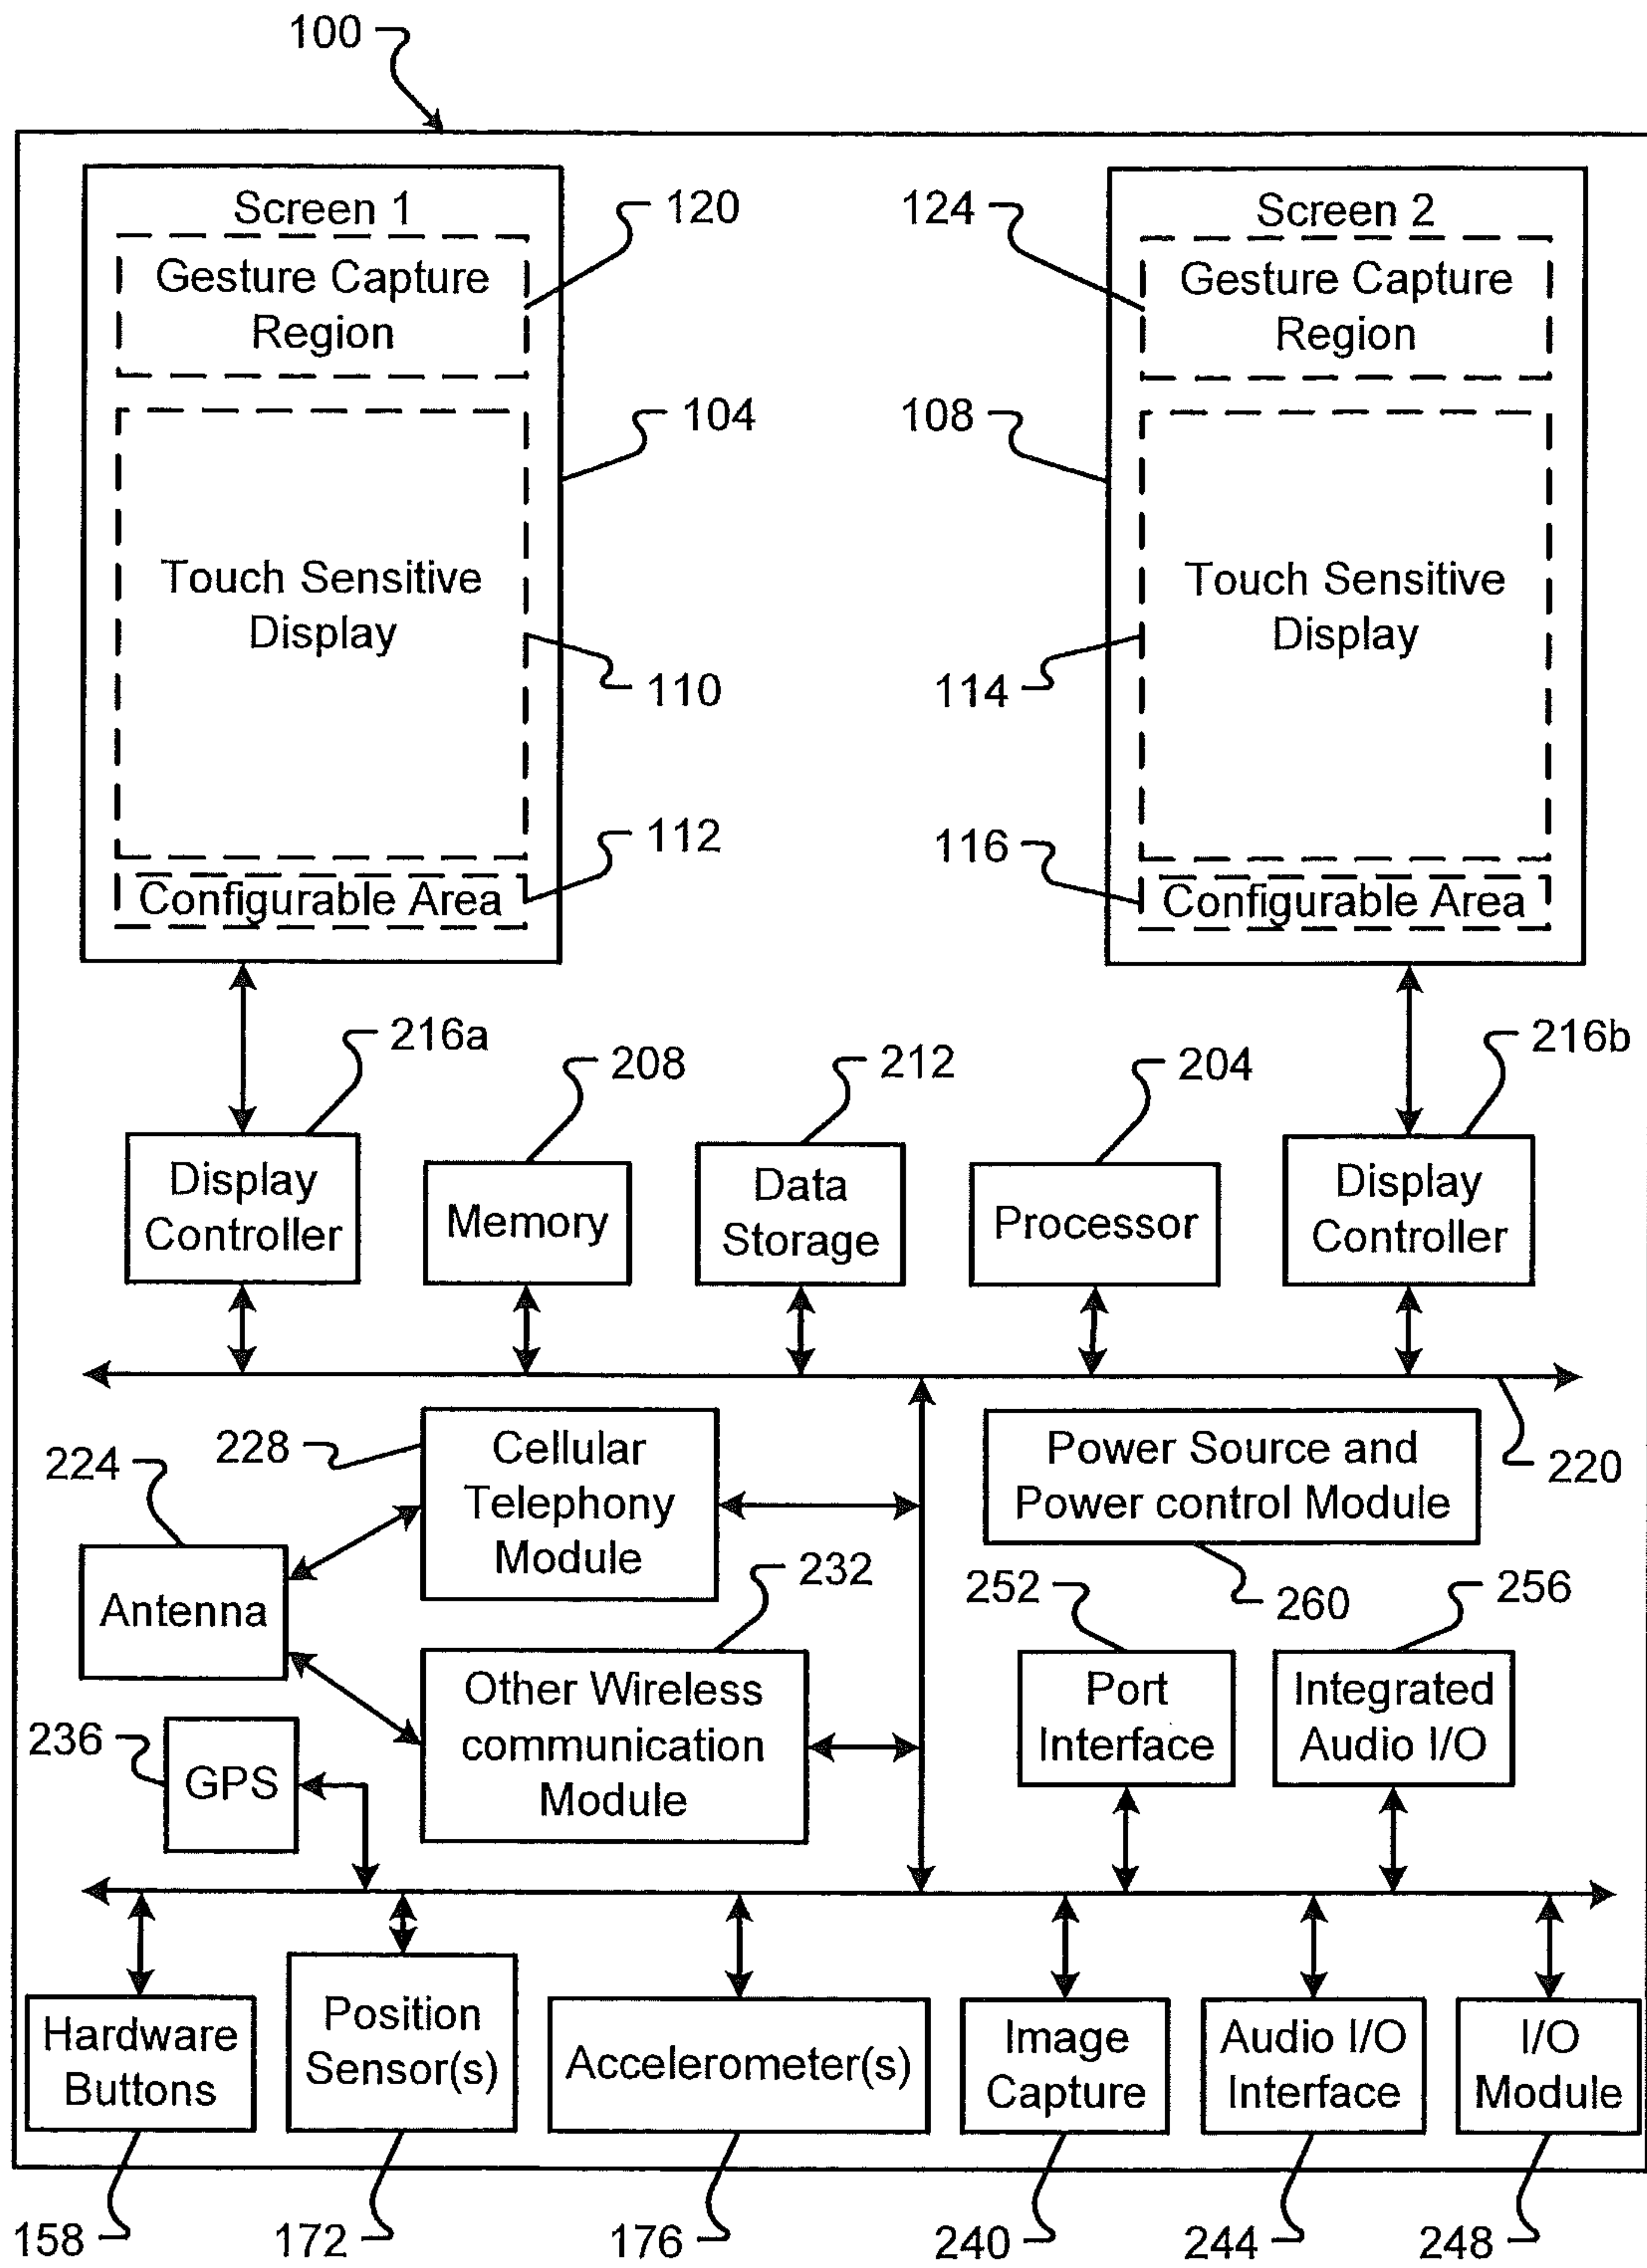 100
Screen 1
Gesture Capture
Region
120
104
Touch Sensitive
Display
110
112
Configurable Area
Screen 2
124
Gesture Capture
Region
108
Touch Sensitive
Display
114
116
Configurable Area
216a
208
212
204
216b
Display
Controller
Memory
Data
Storage
Processor
Display
Controller
220
228
Cellular
Telephony
Module
Power Source and
Power control Module
260
224
Antenna
232
Other Wireless
communication
Module
252
Port
Interface
256
Integrated
Audio I/O
236
GPS
Hardware
Buttons
Position
Sensor(s)
Accelerometer(s)
Image
Capture
Audio I/O
Interface
I/O
Module
158
172
176
240
244
248